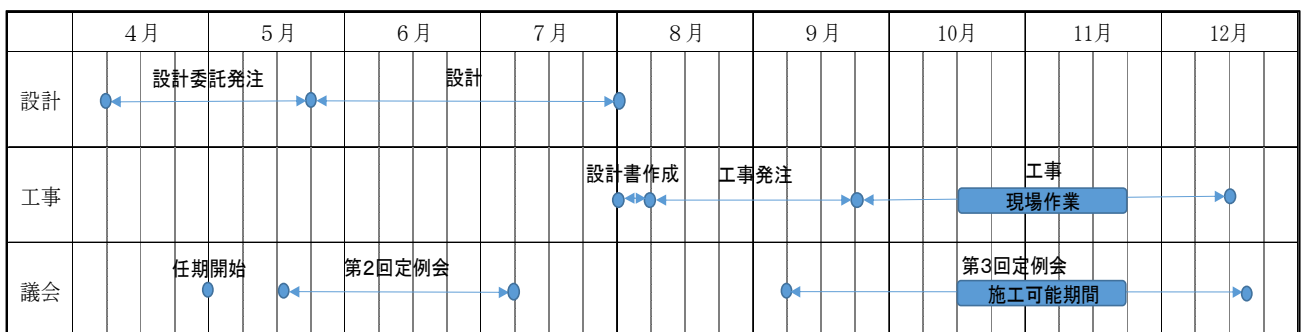 4月 5月 6月 7月 8月 9月 10月 11月 12月
設計
設計委託発注 設計
工事
設計書作成 工事発注 工事
現場作業
議会
任期開始 第2回定例会 第3回定例会
施工可能期間